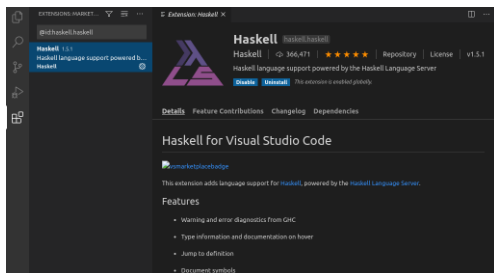 EXTENSIONS: MARKET...
@id:haskell.haskell
Haskell 1.5.1
Haskell language support powered b...
Haskell
Extension: Haskell
Haskell haskell.haskell
Haskell 366,471 Repository License v1.5.1
Haskell language support powered by the Haskell Language Server
Disable Uninstall This extension is enabled globally.
Details Feature Contributions Changelog Dependencies
Haskell for Visual Studio Code
vsmarketplacebadge
This extension adds language support for Haskell, powered by the Haskell Language Server.
Features
• Warning and error diagnostics from GHC
• Type information and documentation on hover
• Jump to definition
• Document symbols